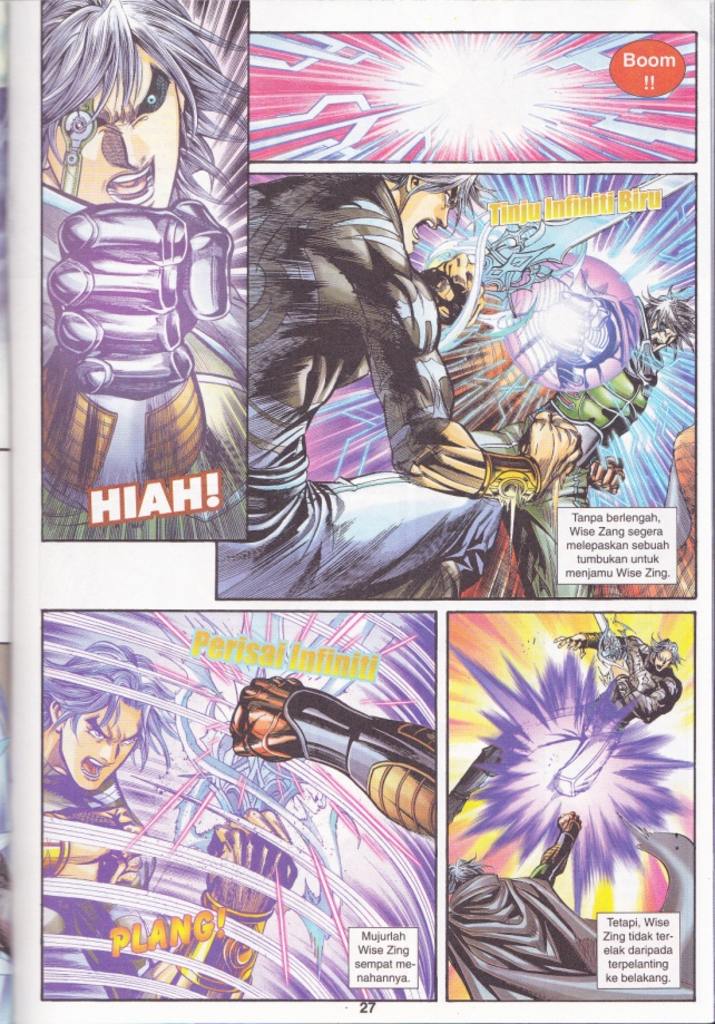 HIAH!
Boom
!!
Tinju Infiniti Biru
Tanpa berlengah,
Wise Zang segera
melepaskan sebuah
tumbukan untuk
menjamu Wise Zing.
Perisai Infiniti
PLANG!
Mujurlah
Wise Zing
sempat me-
nahannya.
Tetapi, Wise
Zing tidak ter-
elak daripada
terpelanting
ke belakang.
27